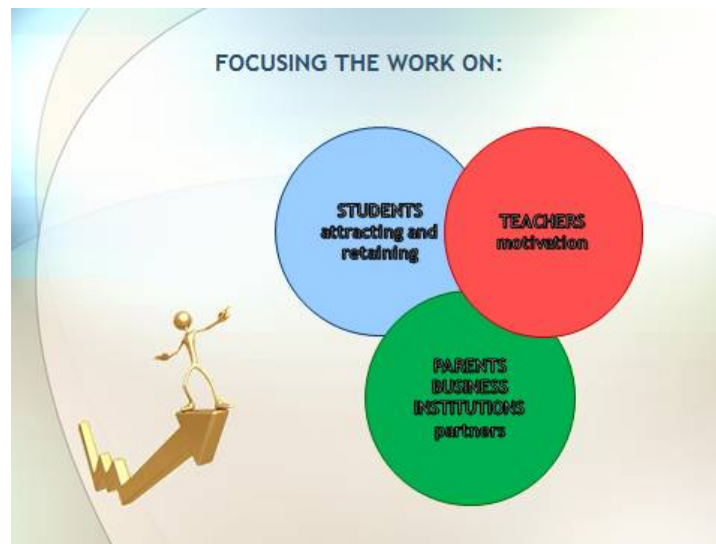 FOCUSING THE WORK ON:
STUDENTS
attracting and
retaining
TEACHERS
motivation
PARENTS
BUSINESS
INSTITUTIONS
partners